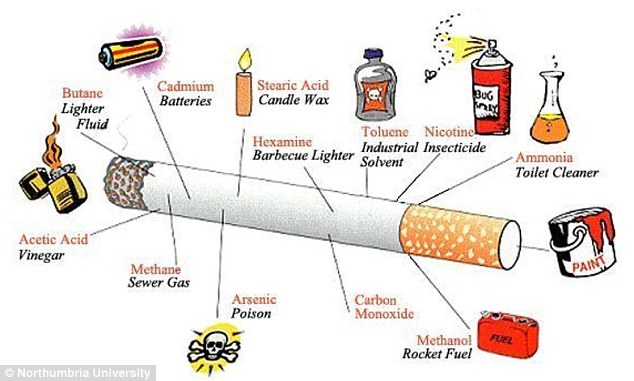 Butane
Lighter
Fluid
Cadmium
Batteries
Stearic Acid
Candle Wax
Hexamine
Barbecue Lighter
Toluene
Industrial
Solvent
Nicotine
Insecticide
BUG
SPRAY
Ammonia
Toilet Cleaner
Acetic Acid
Vinegar
Methane
Sewer Gas
Arsenic
Poison
Carbon
Monoxide
Methanol
Rocket Fuel
FUEL
PAINT
© Northumbria University